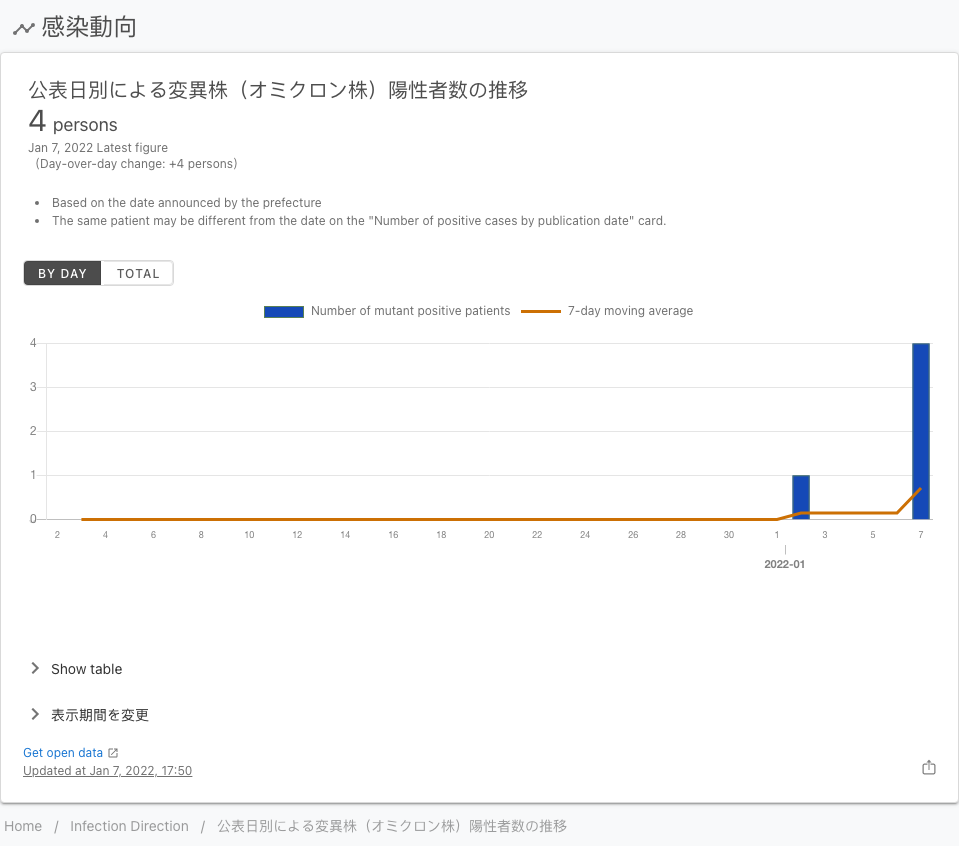 感染動向
公表日別による変異株（オミクロン株）陽性者数の推移
4 persons
Jan 7, 2022 Latest figure
（Day-over-day change: +4 persons）
• Based on the date announced by the prefecture
• The same patient may be different from the date on the "Number of positive cases by publication date" card.
BY DAY TOTAL
Number of mutant positive patients 7-day moving average
4
3
2
1
0
2 4 6 8 10 12 14 16 18 20 22 24 26 28 30 1 3 5 7
2022-01
Show table
表示期間を変更
Get open data
Updated at Jan 7, 2022, 17:50
Home / Infection Direction / 公表日別による変異株（オミクロン株）陽性者数の推移